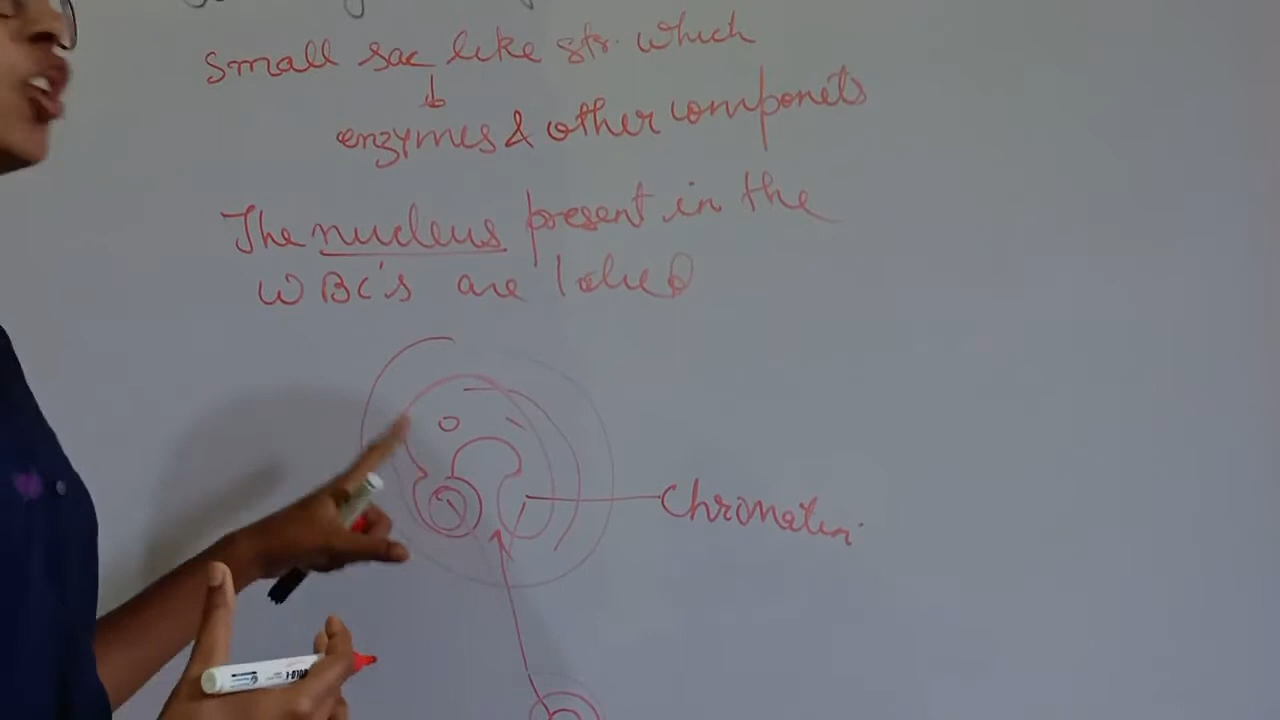 small sac like str. which
enzymes & other componets
The nucleus present in the
WBC's are lobed
chromatin